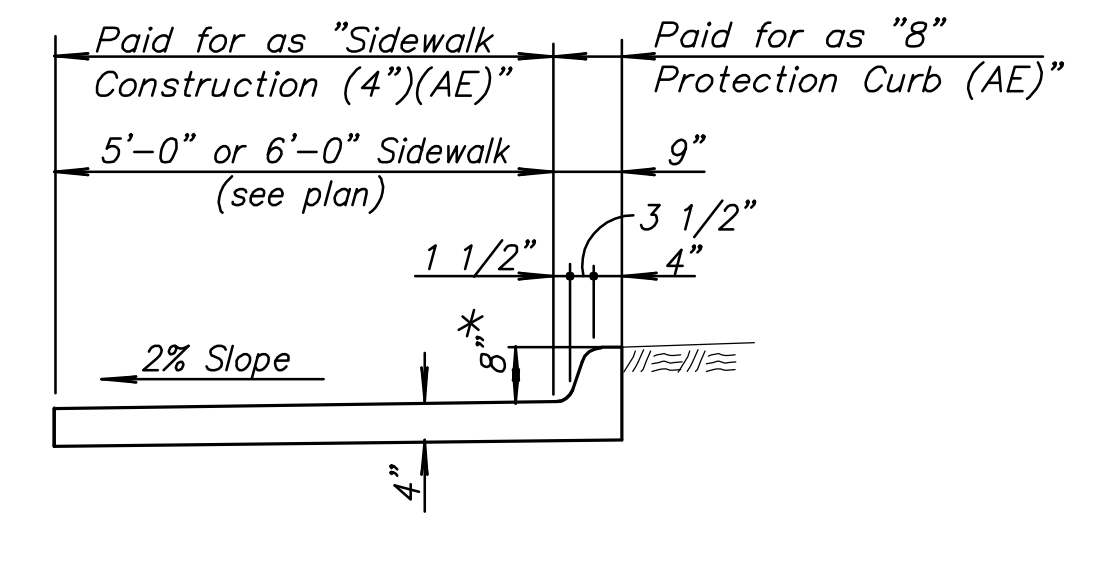 Paid for as "Sidewalk
Construction (4")(AE)"
Paid for as "8"
Protection Curb (AE)"
5'-0" or 6'-0" Sidewalk
(see plan)
9"
3 1/2"
1 1/2"
4"
8"*
2% Slope
4"